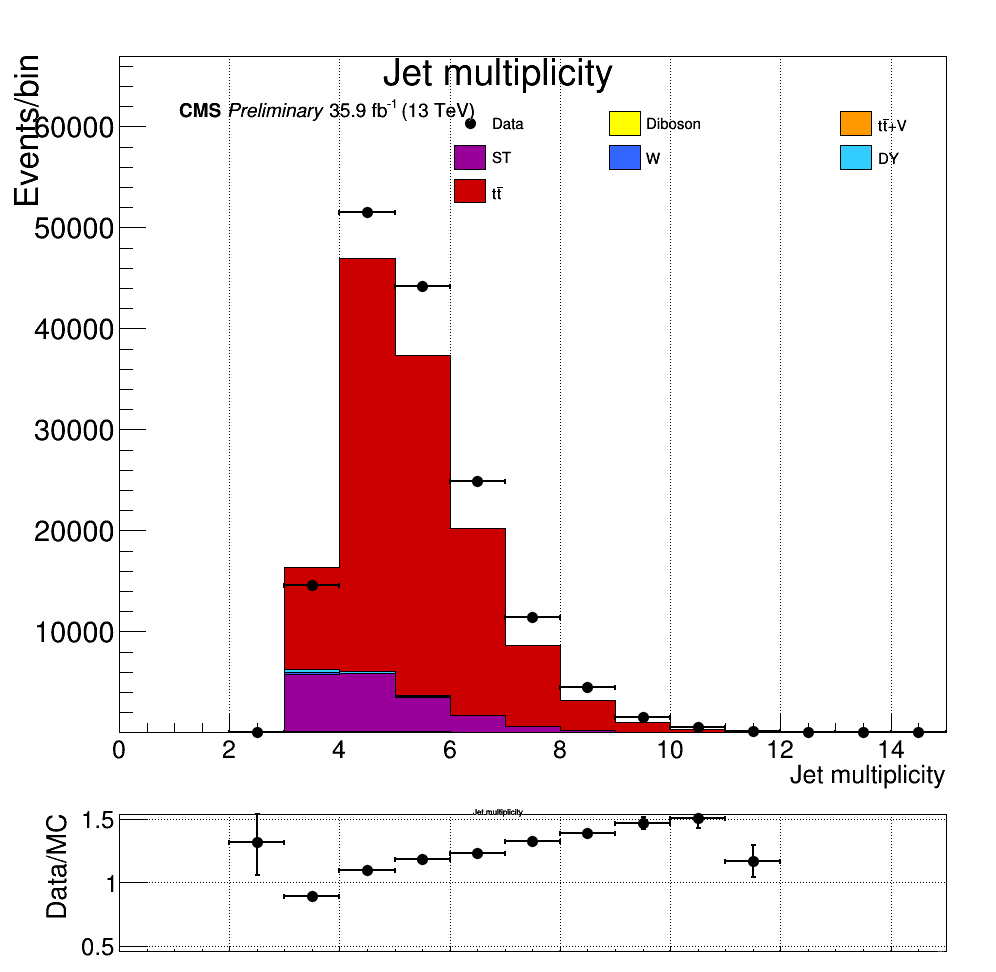 Jet multiplicity
CMS Preliminary 35.9 fb⁻¹ (13 TeV)
Events/bin
Data
Diboson
tt̄+V
ST
W
DY
tt̄
60000
50000
40000
30000
20000
10000
0 2 4 6 8 10 12 14
Jet multiplicity
Jet multiplicity
Data/MC
1.5
1
0.5